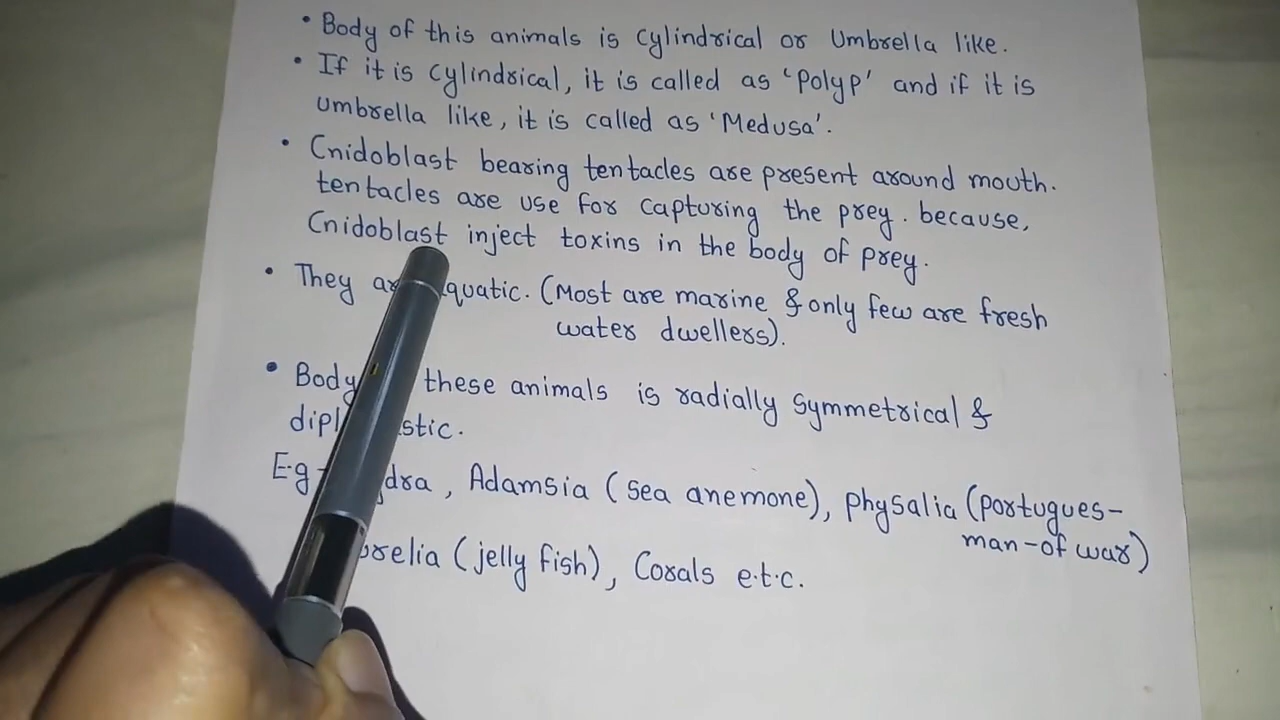 • Body of this animals is Cylindrical or Umbrella like.
• If it is cylindrical, it is called as 'Polyp' and if it is
umbrella like, it is called as 'Medusa'.
• Cnidoblast bearing tentacles are present around mouth.
tentacles are use for capturing the prey. because,
Cnidoblast inject toxins in the body of prey.
• They quatic. (Most are marine & only few are fresh
water dwellers).
• Body these animals is radially symmetrical &
dipl stic.
E.g- dra, Adamsia (sea anemone), physalia (portugues-
man-of war)
relia (jelly fish), Corals e.t.c.